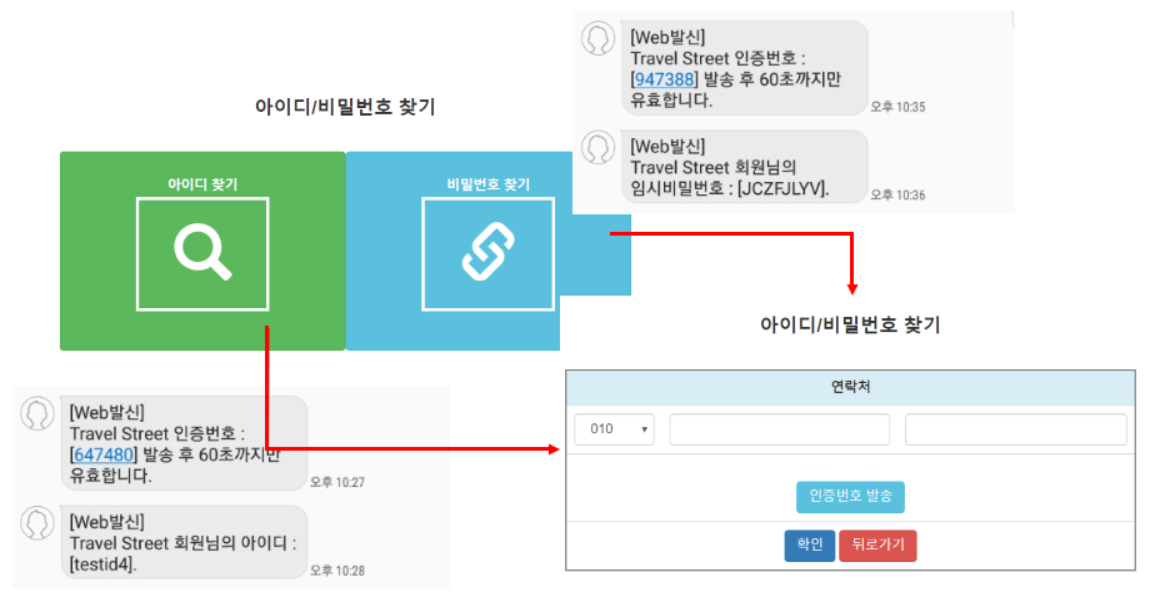 아이디/비밀번호 찾기
아이디 찾기
비밀번호 찾기
[Web발신]
Travel Street 인증번호 :
[947388] 발송 후 60초까지만
유효합니다.
오후 10:35
[Web발신]
Travel Street 회원님의
임시비밀번호 : [JCZFJLYV].
오후 10:36
[Web발신]
Travel Street 인증번호 :
[647480] 발송 후 60초까지만
유효합니다.
오후 10:27
[Web발신]
Travel Street 회원님의 아이디 :
[testid4].
오후 10:28
아이디/비밀번호 찾기
연락처
010
인증번호 발송
확인
뒤로가기